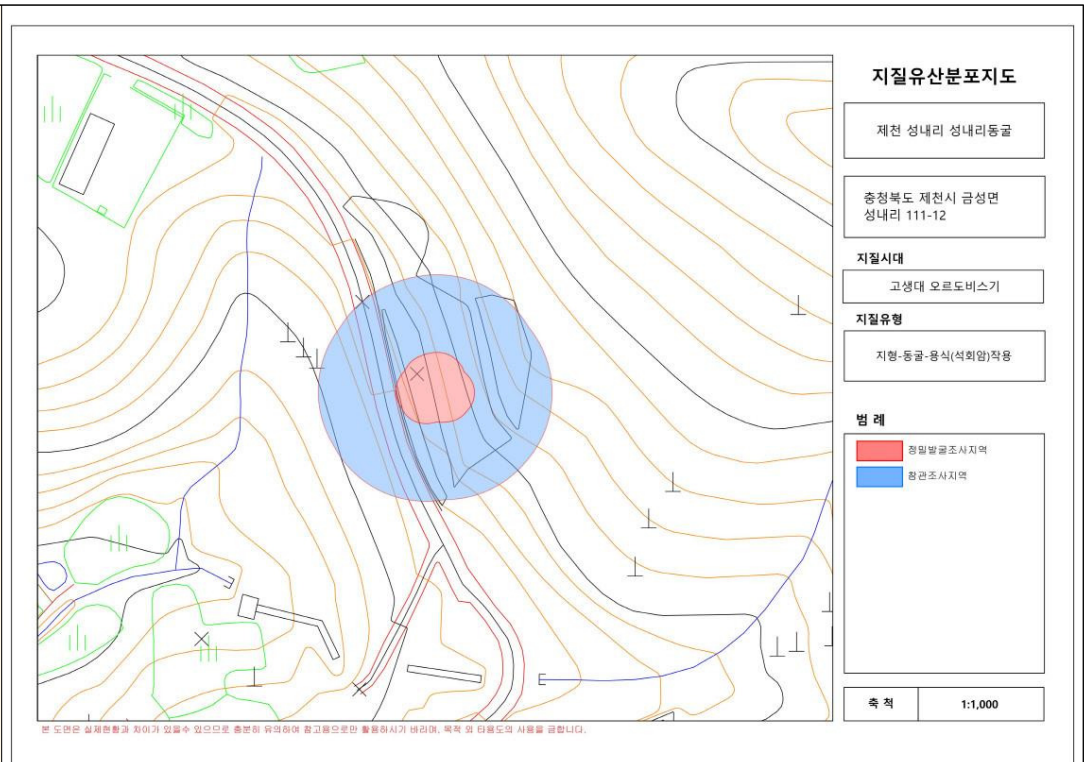 지질유산분포지도
제천 성내리 성내리동굴
충청북도 제천시 금성면
성내리 111-12
지질시대
고생대 오르도비스기
지질유형
지형-동굴-용식(석회암)작용
범 례
정밀발굴조사지역
참관조사지역
축 척
1:1,000
본 도면은 실제현황과 차이가 있을수 있으므로 충분히 유의하여 참고용으로만 활용하시기 바라며, 목적 외 타용도의 사용을 금합니다.